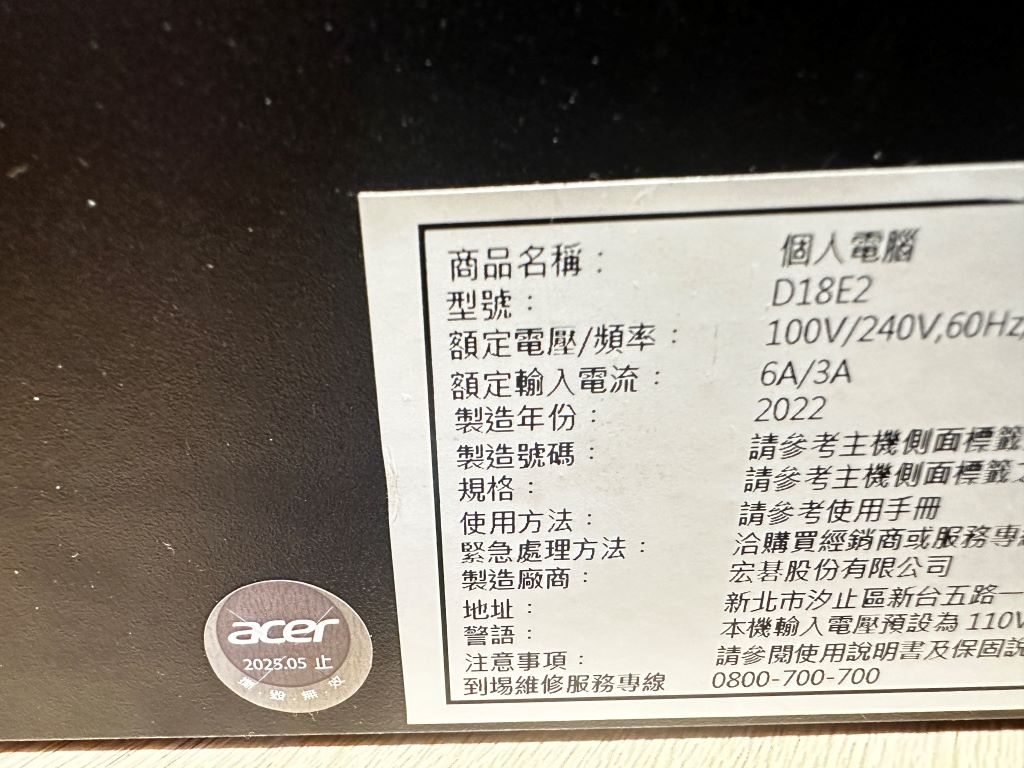 商品名稱： 個人電腦
型號： D18E2
額定電壓/頻率： 100V/240V,60Hz
額定輸入電流： 6A/3A
製造年份： 2022
製造號碼： 請參考主機側面標籤
規格： 請參考主機側面標籤
使用方法： 請參考使用手冊
緊急處理方法： 洽購買經銷商或服務專
製造廠商： 宏碁股份有限公司
地址： 新北市汐止區新台五路一
警語： 本機輸入電壓預設為 110V
注意事項： 請參閱使用說明書及保固說
到場維修服務專線 0800-700-700
acer
2025.05 止
撕．毀．無．效